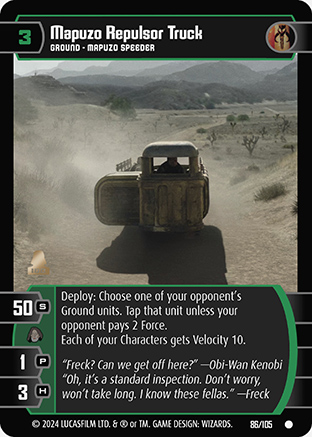 3
Mapuzo Repulsor Truck
GROUND - MAPUZO SPEEDER
50 S
Deploy: Choose one of your opponent's
Ground units. Tap that unit unless your
opponent pays 2 Force.
Each of your Characters gets Velocity 10.
1 P
3 H
"Freck? Can we get off here?" —Obi-Wan Kenobi
"Oh, it's a standard inspection. Don't worry,
won't take long. I know these fellas." —Freck
© 2024 LUCASFILM LTD. & ® or TM. GAME DESIGN: WIZARDS.
86/105